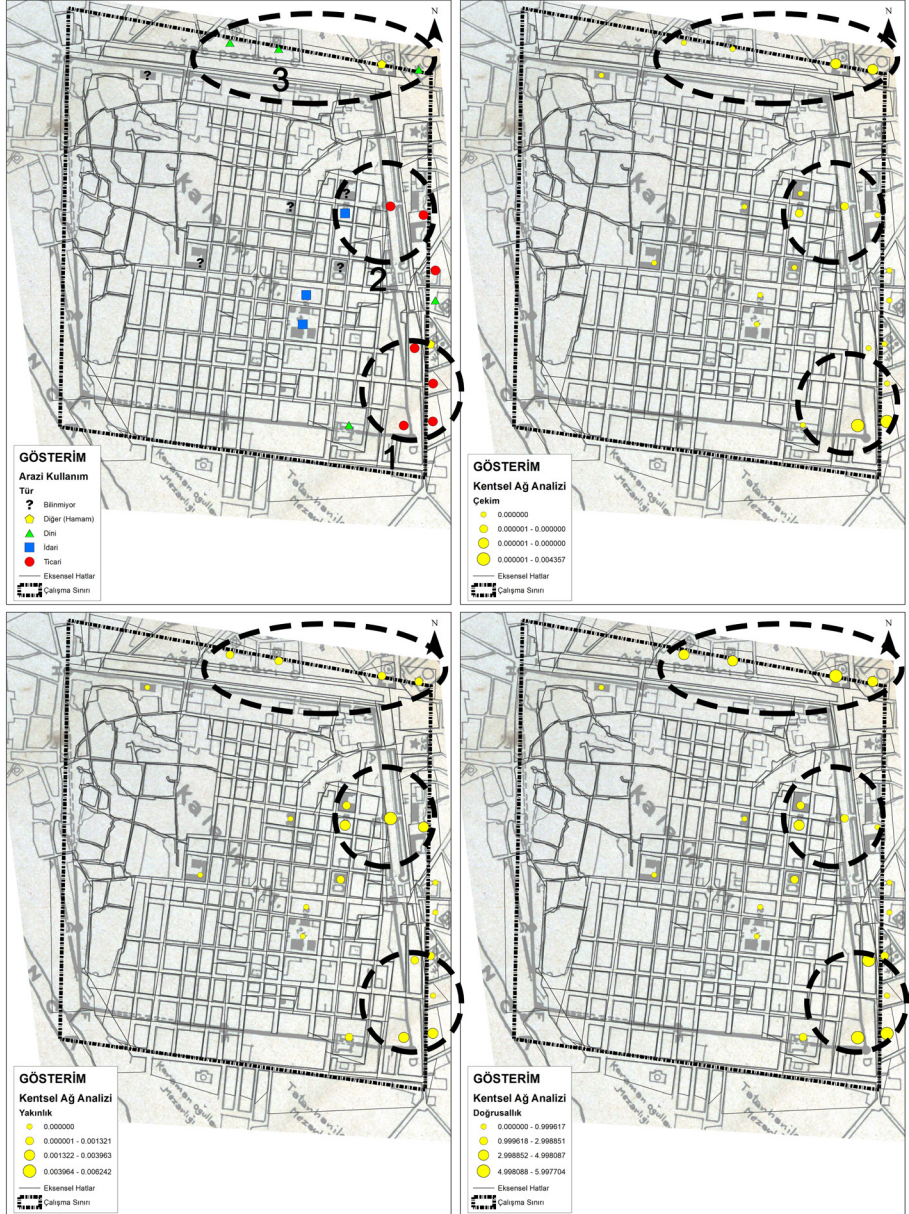 N
3
?
?
?
2
?
?
1
GÖSTERİM
Arazi Kullanım
Tür
? Bilinmiyor
Diğer (Hamam)
Dini
İdari
Ticari
Eksensel Hatlar
Çalışma Sınırı
Karamanoğulları
Mezarlığı
Tatarhaniler
Mezarlığı
N
GÖSTERİM
Kentsel Ağ Analizi
Çekim
0.000000
0.000001 - 0.000000
0.000001 - 0.000000
0.000001 - 0.004357
Eksensel Hatlar
Çalışma Sınırı
N
GÖSTERİM
Kentsel Ağ Analizi
Yakınlık
0.000000
0.000001 - 0.001321
0.001322 - 0.003963
0.003964 - 0.006242
Eksensel Hatlar
Çalışma Sınırı
N
GÖSTERİM
Kentsel Ağ Analizi
Doğrusallık
0.000000 - 0.999617
0.999618 - 2.998851
2.998852 - 4.998087
4.998088 - 5.997704
Eksensel Hatlar
Çalışma Sınırı